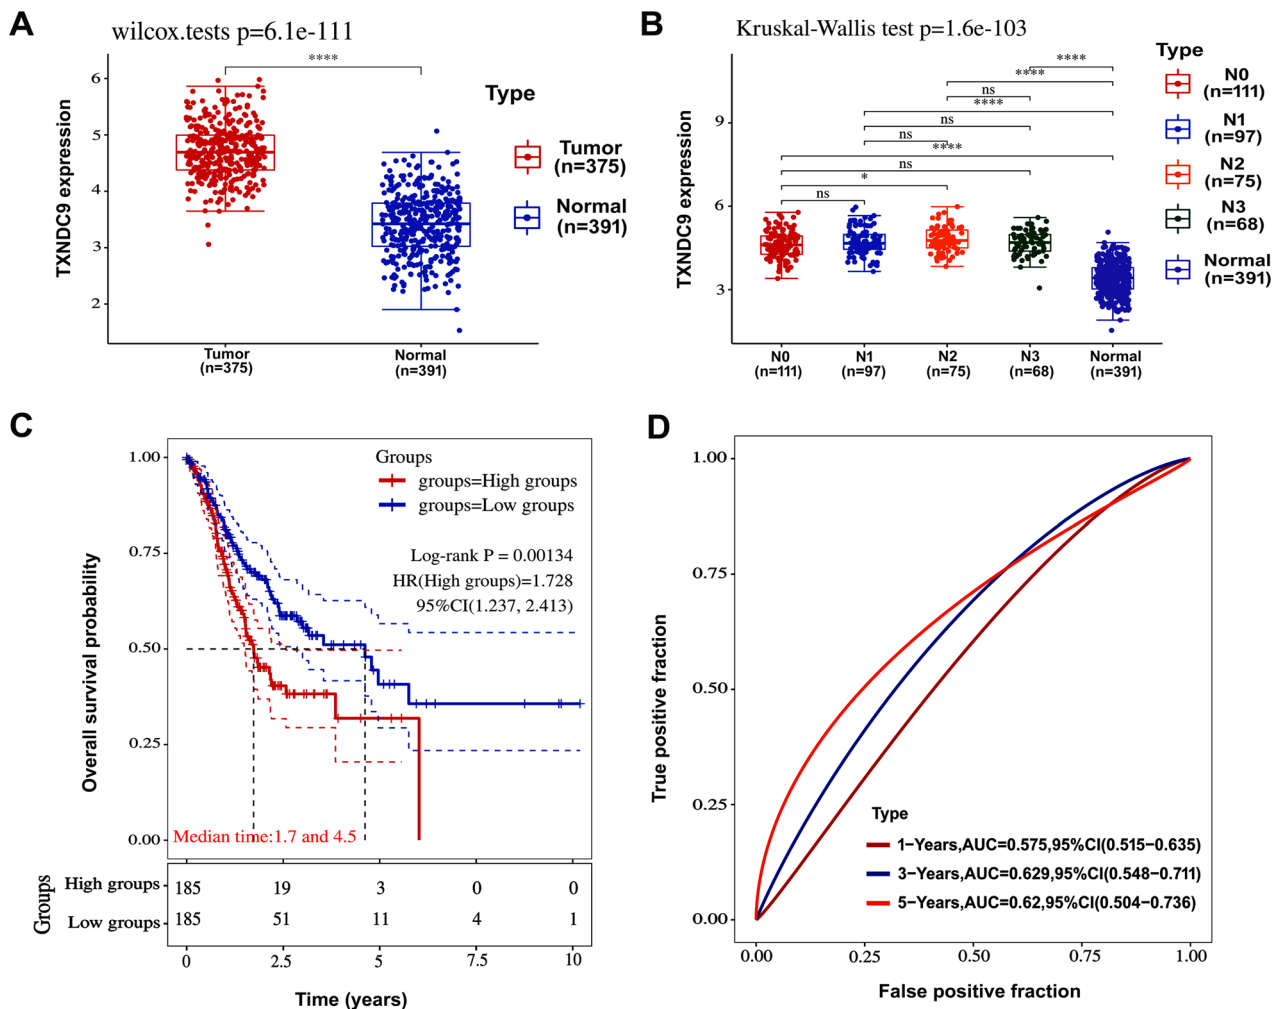 A
wilcox.tests p=6.1e-111
****
TXNDC9 expression
6
5
4
3
2
Tumor
(n=375)
Normal
(n=391)
Type
Tumor
(n=375)
Normal
(n=391)
B
Kruskal-Wallis test p=1.6e-103
****
****
ns
****
ns
ns
****
ns
*
ns
TXNDC9 expression
9
6
3
N0
(n=111)
N1
(n=97)
N2
(n=75)
N3
(n=68)
Normal
(n=391)
Type
N0
(n=111)
N1
(n=97)
N2
(n=75)
N3
(n=68)
Normal
(n=391)
C
Overall survival probability
1.00
0.75
0.50
0.25
0.00
Groups
groups=High groups
groups=Low groups
Log-rank P = 0.00134
HR(High groups)=1.728
95%CI(1.237, 2.413)
Median time:1.7 and 4.5
Groups
High groups 185 19 3 0 0
Low groups 185 51 11 4 1
0 2.5 5 7.5 10
Time (years)
D
True positive fraction
1.00
0.75
0.50
0.25
0.00
Type
1-Years,AUC=0.575,95%CI(0.515-0.635)
3-Years,AUC=0.629,95%CI(0.548-0.711)
5-Years,AUC=0.62,95%CI(0.504-0.736)
0.00 0.25 0.50 0.75 1.00
False positive fraction